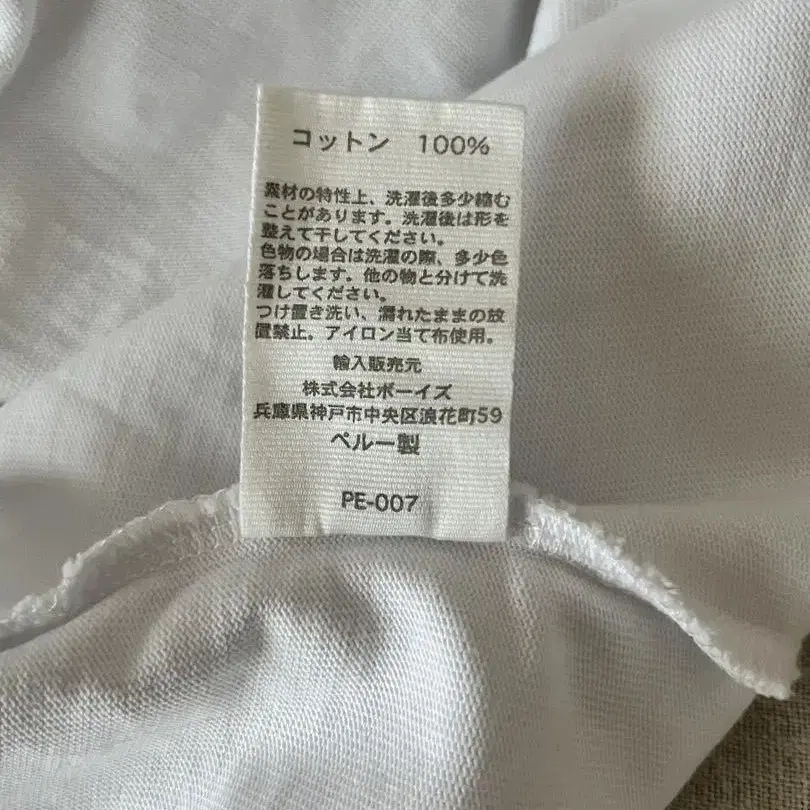 コットン 100%
素材の特性上、洗濯後多少縮む
ことがあります。洗濯後は形を
整えて干してください。
色物の場合は洗濯の際、多少色
落ちします。他の物と分けて洗
濯してください。
つけ置き洗い、濡れたままの放
置禁止。アイロン当て布使用。
輸入販売元
株式会社ボーイズ
兵庫県神戸市中央区浪花町59
ペルー製
PE-007